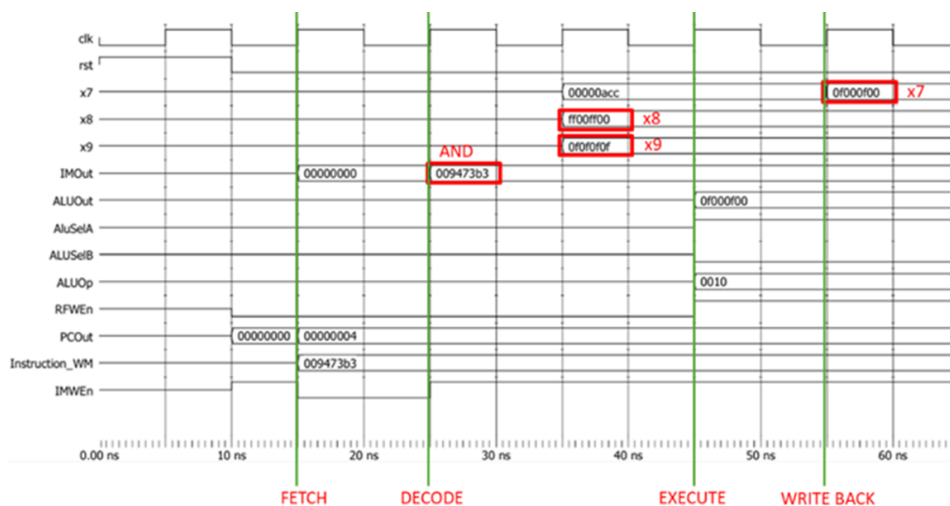 clk
rst
x7 00000acc 0f000f00 x7
x8 ff00ff00 x8
x9 0f0f0f0f x9
AND
IMOut 00000000 009473b3
ALUOut 0f000f00
AluSelA
ALUSelB
ALUOp 0010
RFWEn
PCOut 00000000 00000004
Instruction_WM 009473b3
IMWEn
0.00 ns 10 ns 20 ns 30 ns 40 ns 50 ns 60 ns
FETCH DECODE EXECUTE WRITE BACK